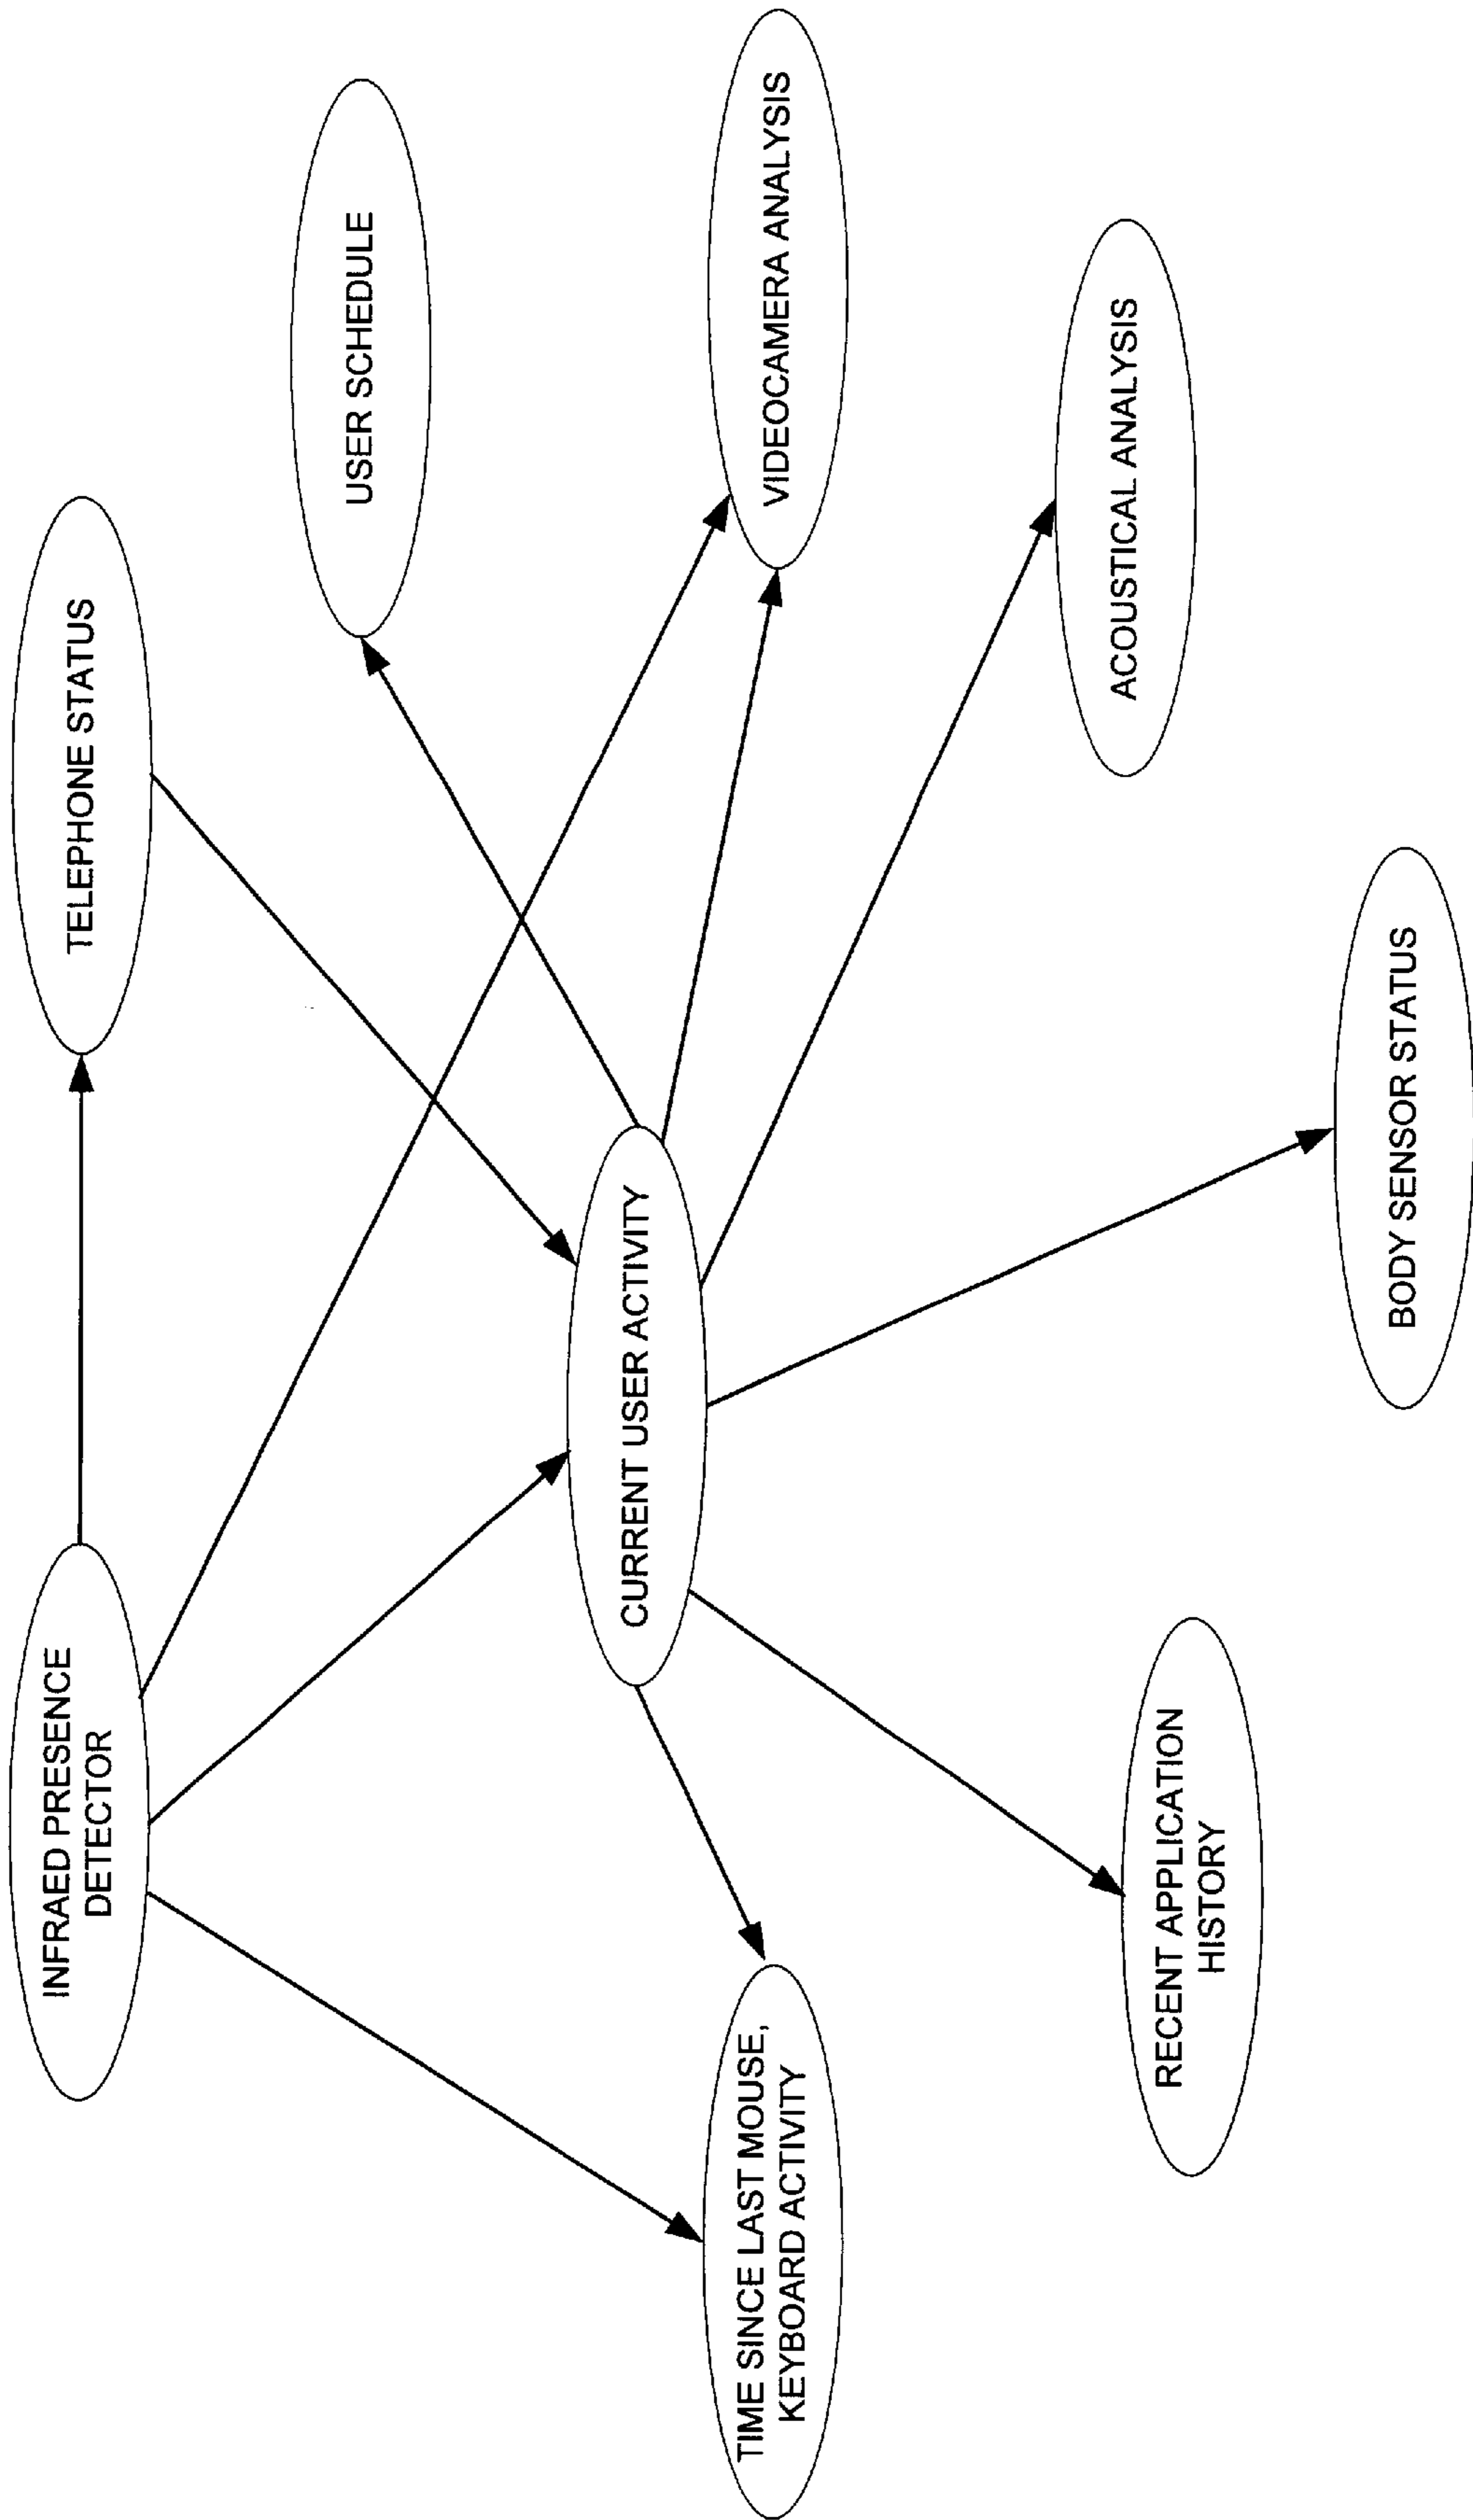 INFRAED PRESENCE
DETECTOR
TELEPHONE STATUS
USER SCHEDULE
CURRENT USER ACTIVITY
VIDEOCAMERA ANALYSIS
TIME SINCE LAST MOUSE,
KEYBOARD ACTIVITY
ACOUSTICAL ANALYSIS
RECENT APPLICATION
HISTORY
BODY SENSOR STATUS